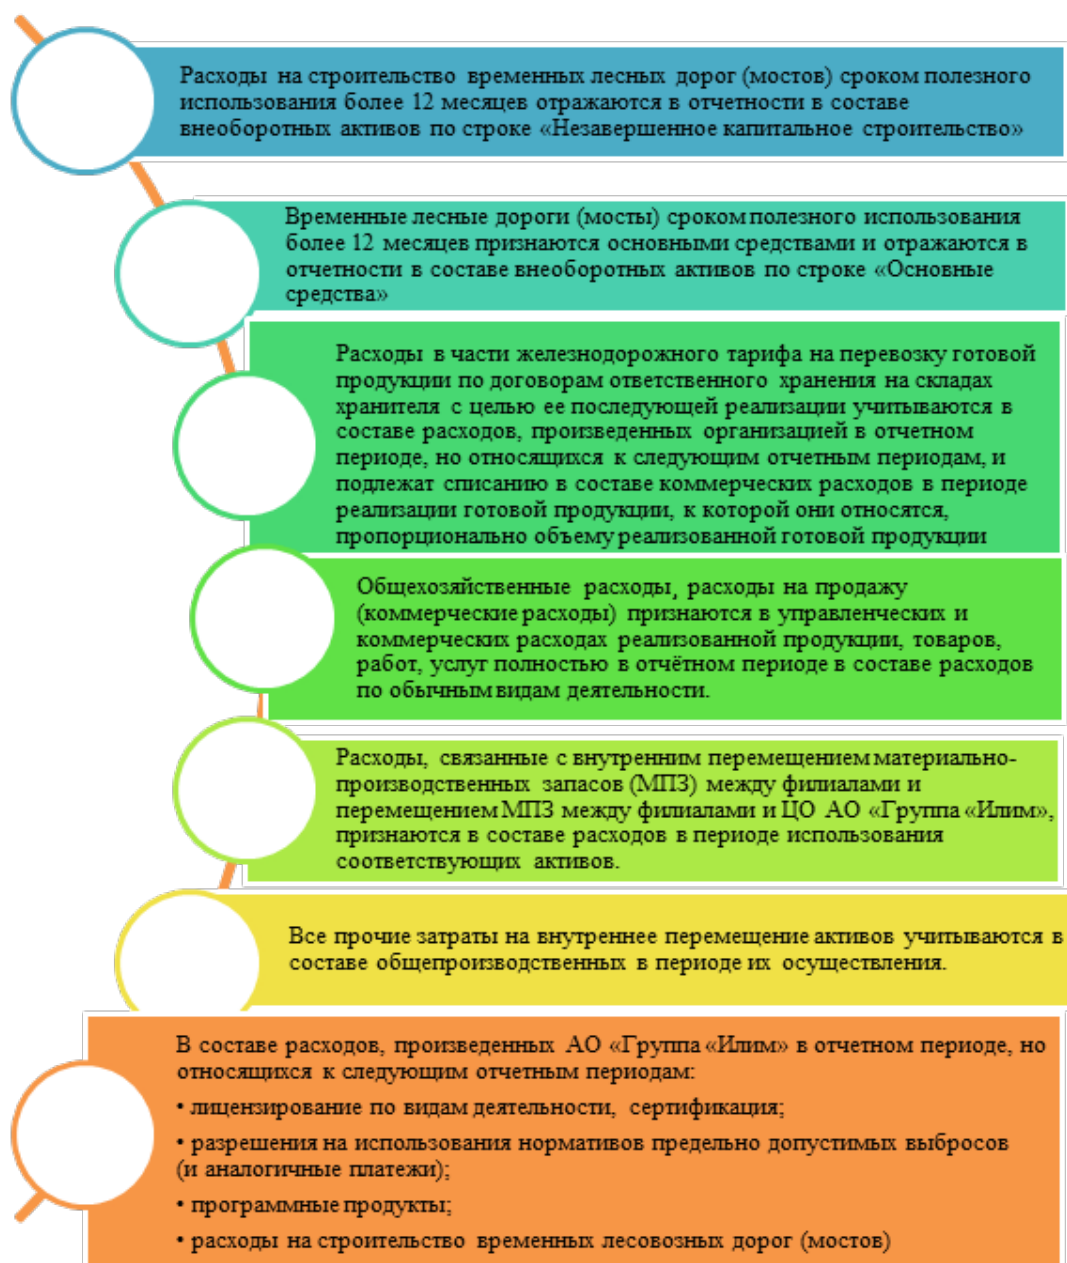 Расходы на строительство временных лесных дорог (мостов) сроком полезного
использования более 12 месяцев отражаются в отчетности в составе
внеоборотных активов по строке «Незавершенное капитальное строительство»
Временные лесные дороги (мосты) сроком полезного использования
более 12 месяцев признаются основными средствами и отражаются в
отчетности в составе внеоборотных активов по строке «Основные
средства»
Расходы в части железнодорожного тарифа на перевозку готовой
продукции по договорам ответственного хранения на складах
хранителя с целью ее последующей реализации учитываются в
составе расходов, произведенных организацией в отчетном
периоде, но относящихся к следующим отчетным периодам, и
подлежат списанию в составе коммерческих расходов в периоде
реализации готовой продукции, к которой они относятся,
пропорционально объему реализованной готовой продукции
Общехозяйственные расходы, расходы на продажу
(коммерческие расходы) признаются в управленческих и
коммерческих расходах реализованной продукции, товаров,
работ, услуг полностью в отчётном периоде в составе расходов
по обычным видам деятельности.
Расходы, связанные с внутренним перемещением материально-
производственных запасов (МПЗ) между филиалами и
перемещением МПЗ между филиалами и ЦО АО «Группа «Илим»,
признаются в составе расходов в периоде использования
соответствующих активов.
Все прочие затраты на внутреннее перемещение активов учитываются в
составе общепроизводственных в периоде их осуществления.
В составе расходов, произведенных АО «Группа «Илим» в отчетном периоде, но
относящихся к следующим отчетным периодам:
• лицензирование по видам деятельности, сертификация;
• разрешения на использования нормативов предельно допустимых выбросов
(и аналогичные платежи);
• программные продукты;
• расходы на строительство временных лесовозных дорог (мостов)